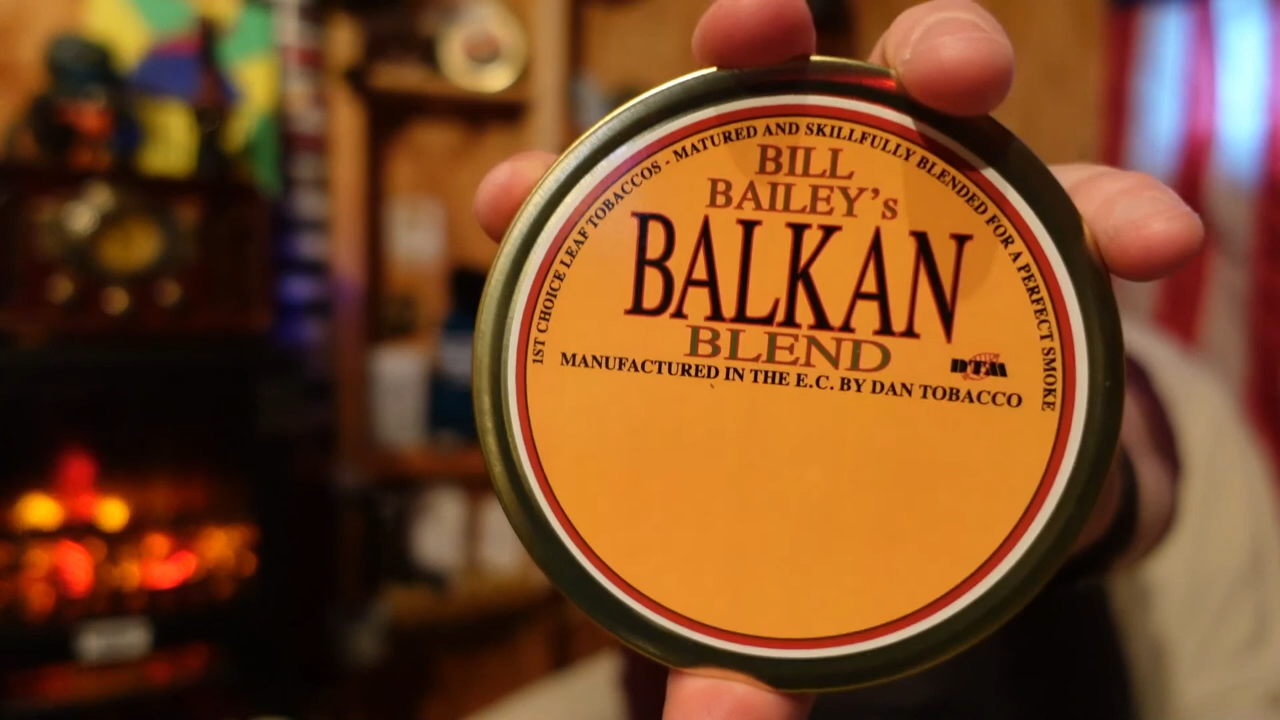 1ST CHOICE LEAF TOBACCOS - MATURED AND SKILLFULLY BLENDED FOR A PERFECT SMOKE
BILL
BAILEY's
BALKAN
BLEND
DTM
MANUFACTURED IN THE E.C. BY DAN TOBACCO